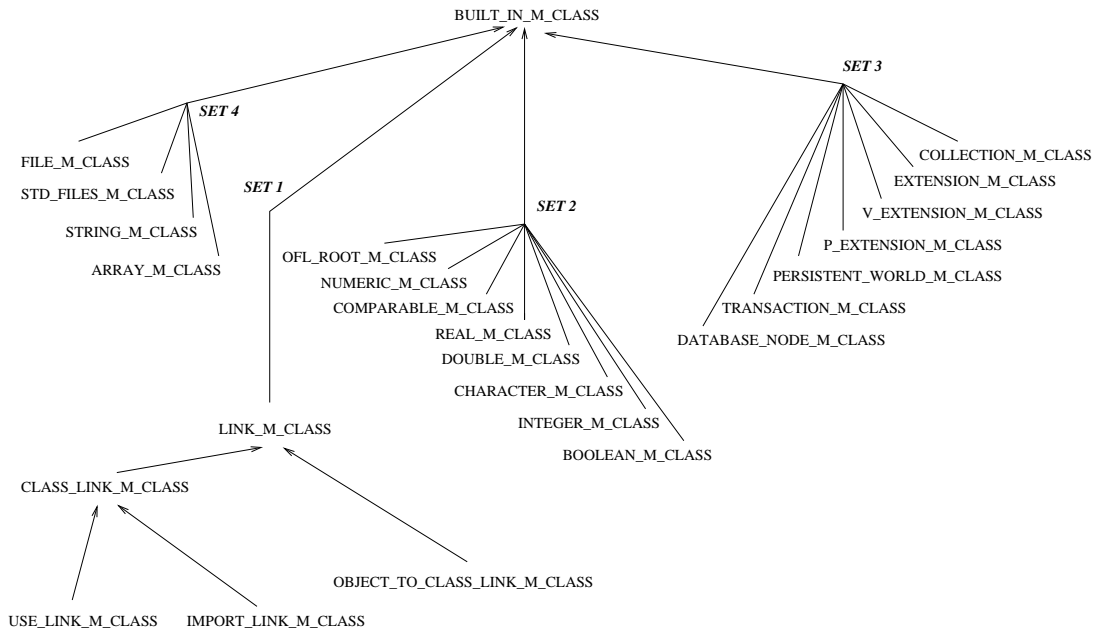 BUILT_IN_M_CLASS
SET 4
FILE_M_CLASS
STD_FILES_M_CLASS
STRING_M_CLASS
ARRAY_M_CLASS
SET 1
LINK_M_CLASS
CLASS_LINK_M_CLASS
OBJECT_TO_CLASS_LINK_M_CLASS
USE_LINK_M_CLASS
IMPORT_LINK_M_CLASS
SET 2
OFL_ROOT_M_CLASS
NUMERIC_M_CLASS
COMPARABLE_M_CLASS
REAL_M_CLASS
DOUBLE_M_CLASS
CHARACTER_M_CLASS
INTEGER_M_CLASS
BOOLEAN_M_CLASS
SET 3
COLLECTION_M_CLASS
EXTENSION_M_CLASS
V_EXTENSION_M_CLASS
P_EXTENSION_M_CLASS
PERSISTENT_WORLD_M_CLASS
TRANSACTION_M_CLASS
DATABASE_NODE_M_CLASS